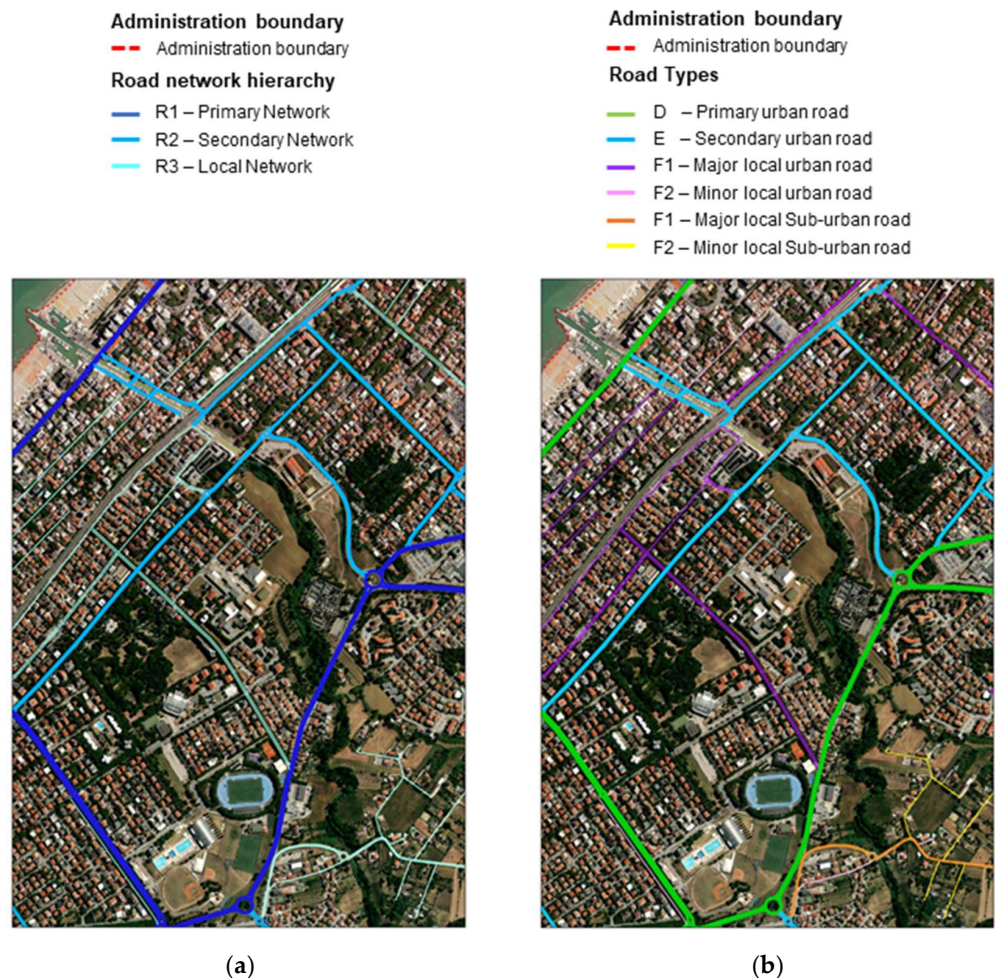 Administration boundary
Administration boundary
Road network hierarchy
R1 – Primary Network
R2 – Secondary Network
R3 – Local Network
Administration boundary
Administration boundary
Road Types
D – Primary urban road
E – Secondary urban road
F1 – Major local urban road
F2 – Minor local urban road
F1 – Major local Sub-urban road
F2 – Minor local Sub-urban road
(a)
(b)